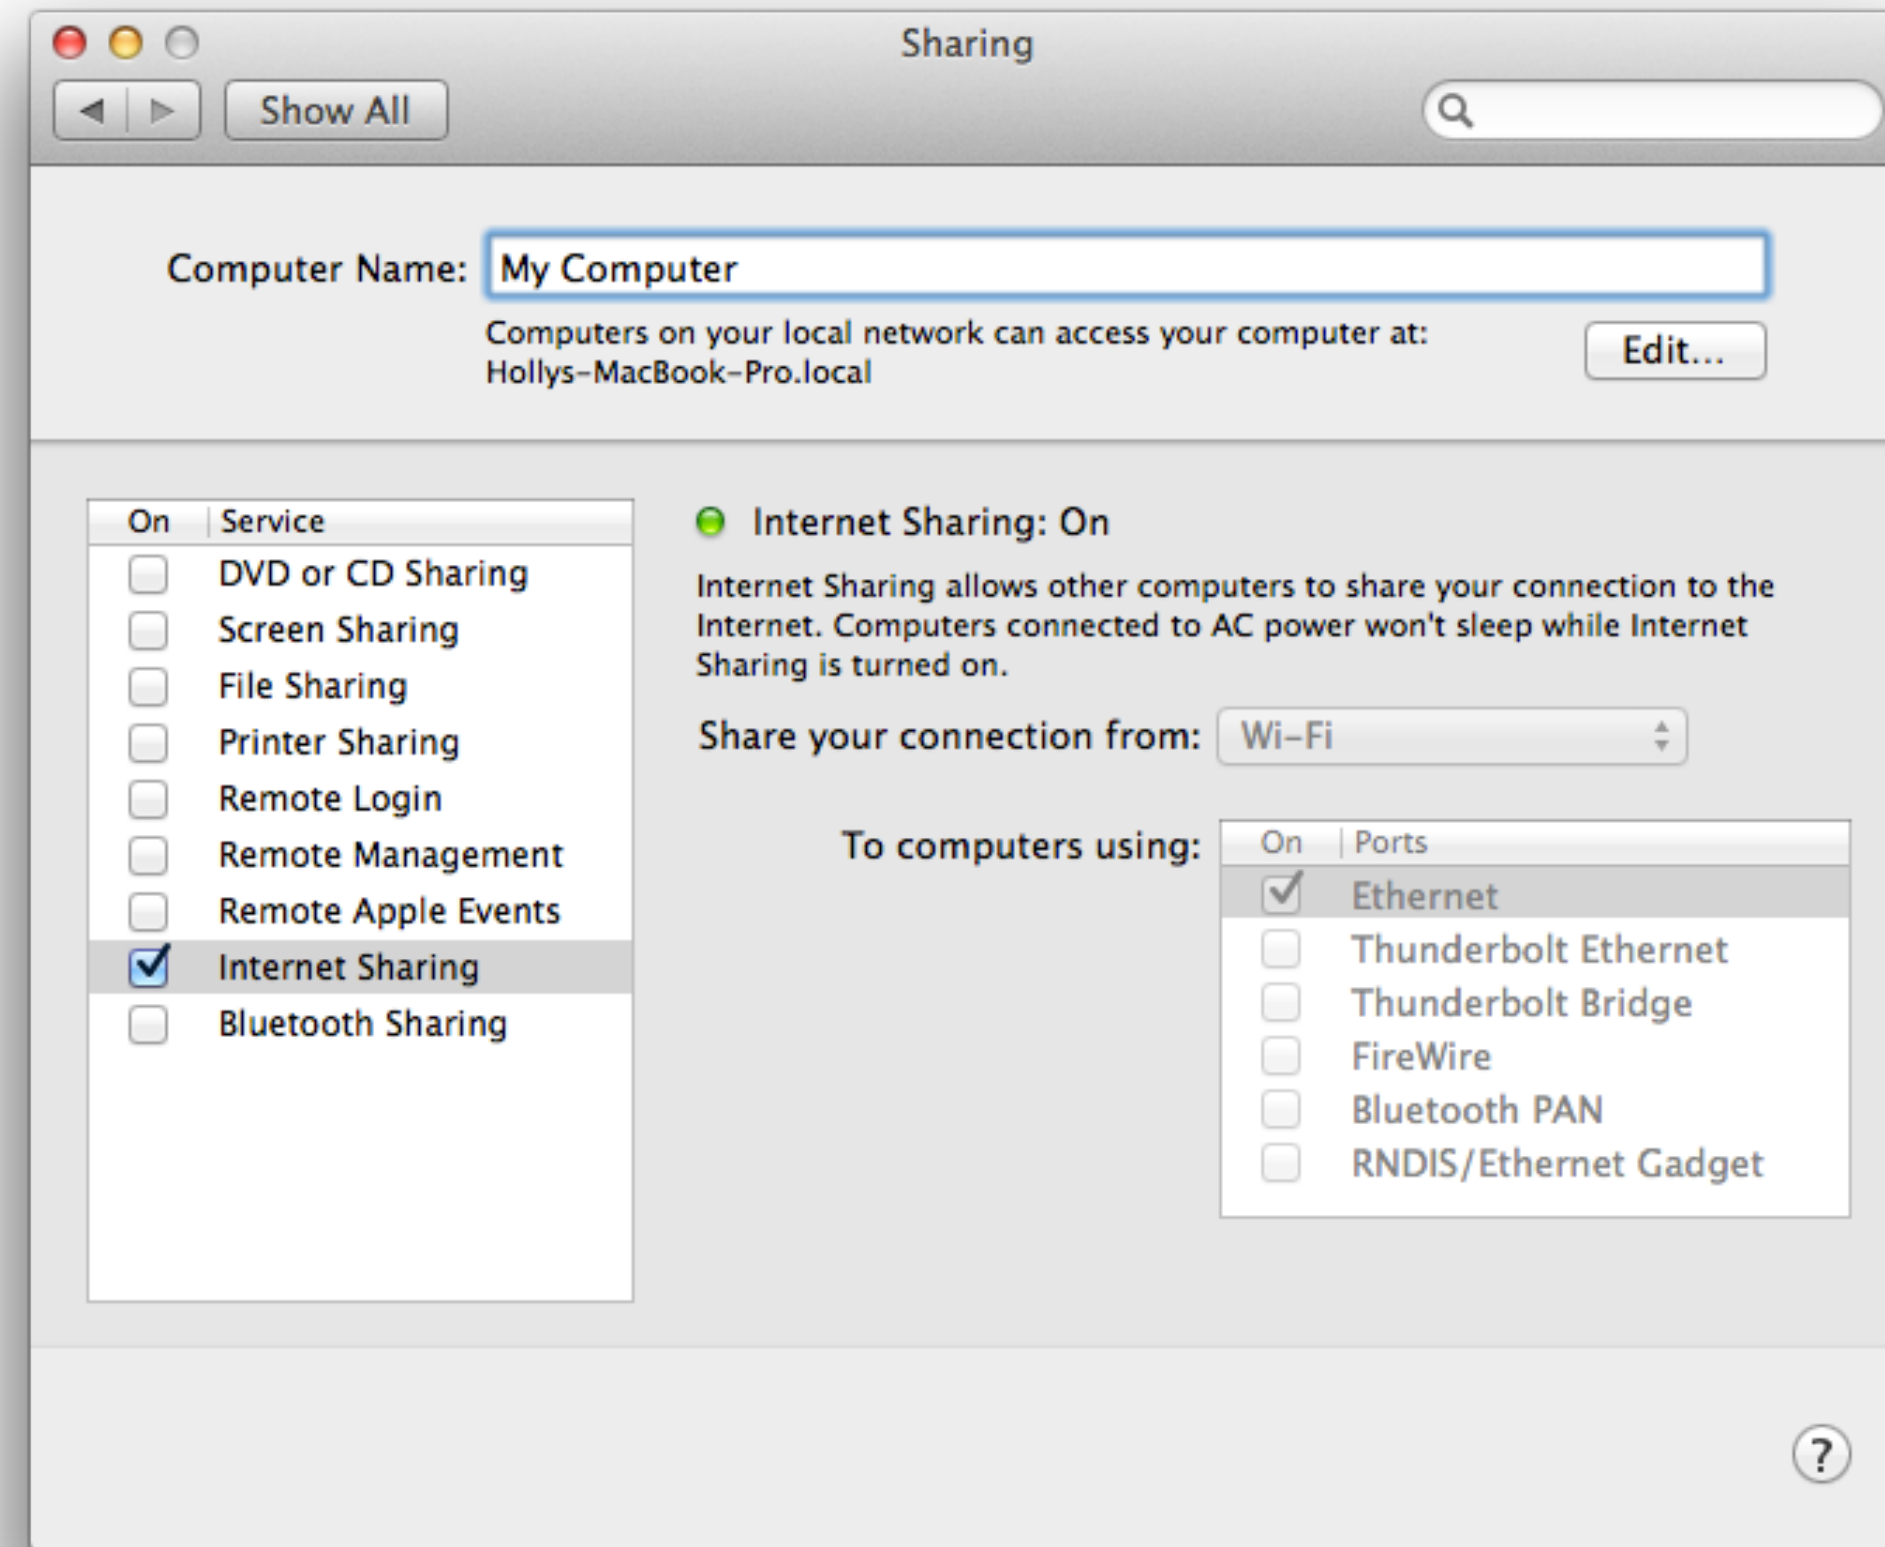 Sharing
Show All
Computer Name: My Computer
Computers on your local network can access your computer at:
Hollys-MacBook-Pro.local
Edit...
On Service
DVD or CD Sharing
Screen Sharing
File Sharing
Printer Sharing
Remote Login
Remote Management
Remote Apple Events
Internet Sharing
Bluetooth Sharing
Internet Sharing: On
Internet Sharing allows other computers to share your connection to the
Internet. Computers connected to AC power won't sleep while Internet
Sharing is turned on.
Share your connection from: Wi-Fi
To computers using:
On Ports
Ethernet
Thunderbolt Ethernet
Thunderbolt Bridge
FireWire
Bluetooth PAN
RNDIS/Ethernet Gadget
?